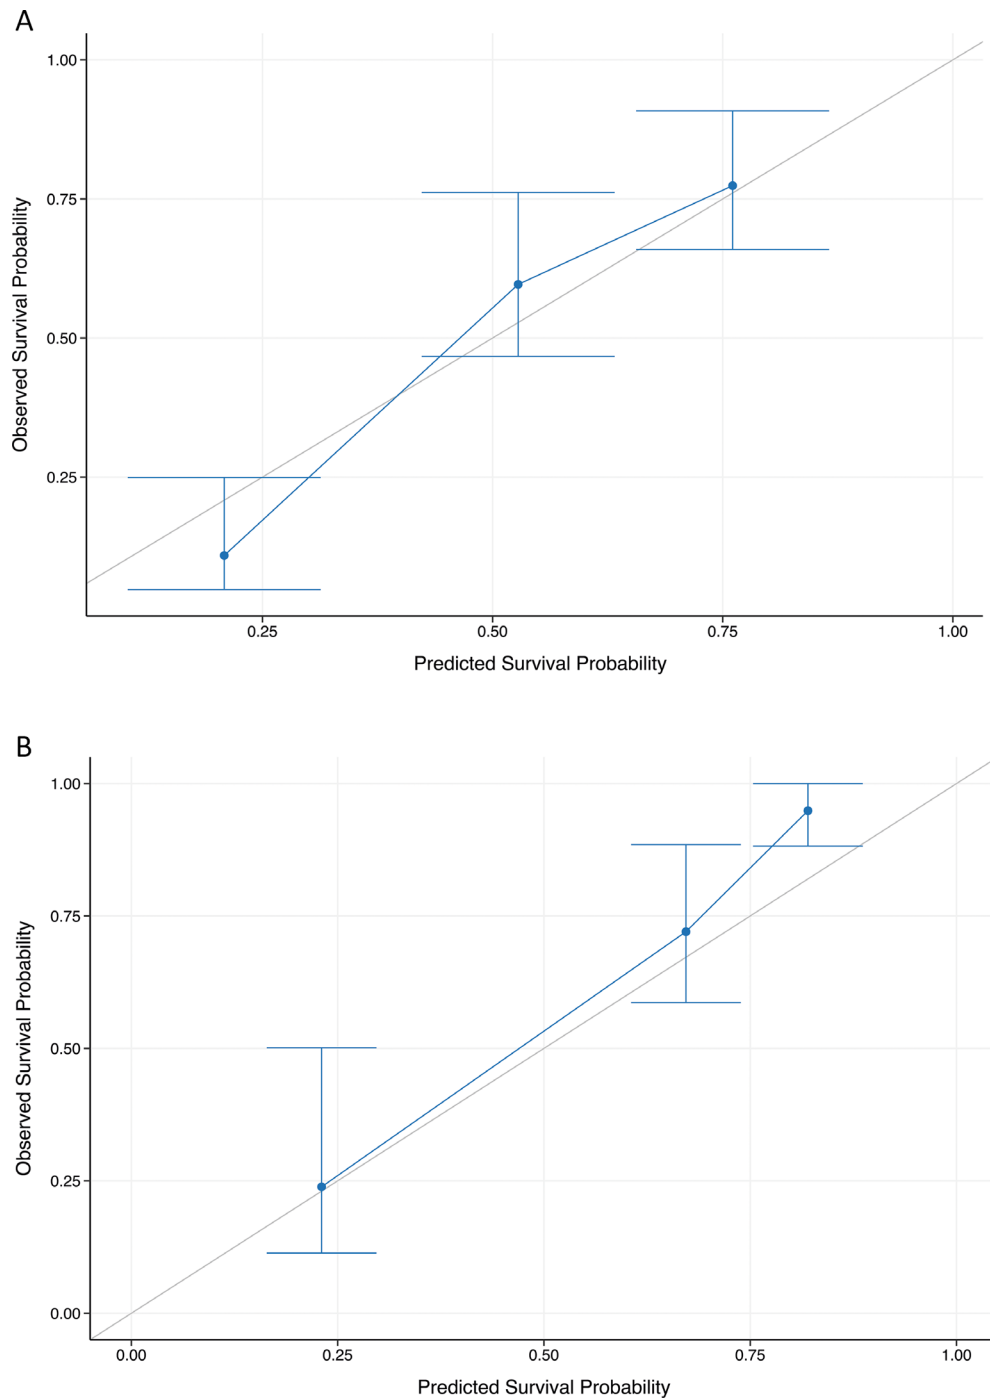 A
1.00
0.75
0.50
0.25
Observed Survival Probability
0.25 0.50 0.75 1.00
Predicted Survival Probability
B
1.00
0.75
0.50
0.25
0.00
Observed Survival Probability
0.00 0.25 0.50 0.75 1.00
Predicted Survival Probability